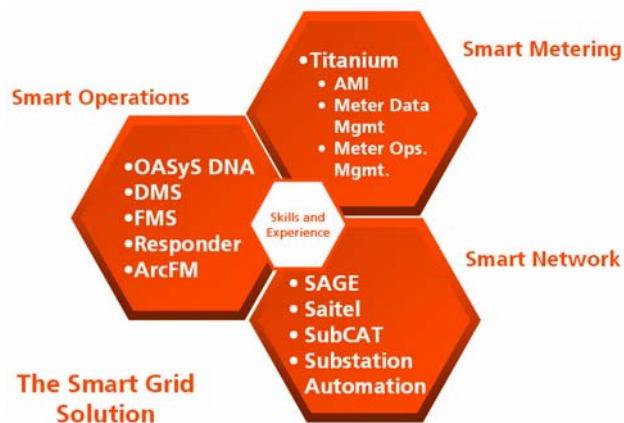 Smart Metering
•Titanium
• AMI
• Meter Data
Mgmt
• Meter Ops.
Mgmt.
Smart Operations
•OASyS DNA
•DMS
•FMS
•Responder
•ArcFM
Skills and
Experience
Smart Network
• SAGE
• Saitel
• SubCAT
• Substation
Automation
The Smart Grid
Solution